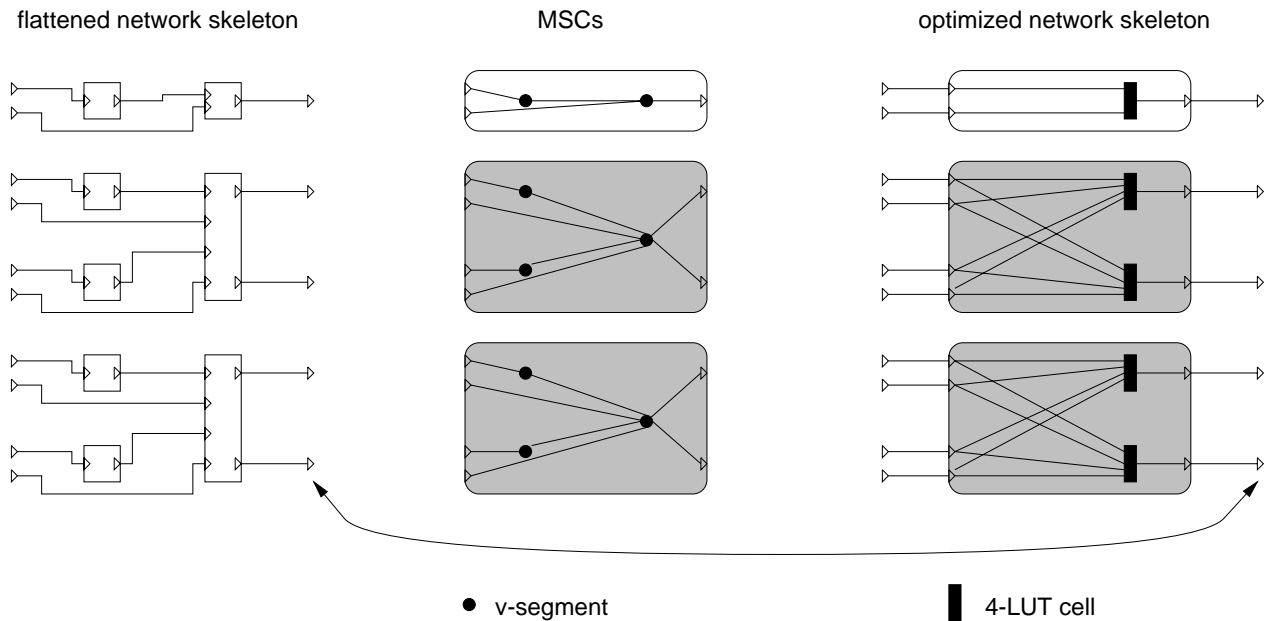 flattened network skeleton
MSCs
optimized network skeleton
v-segment
4-LUT cell